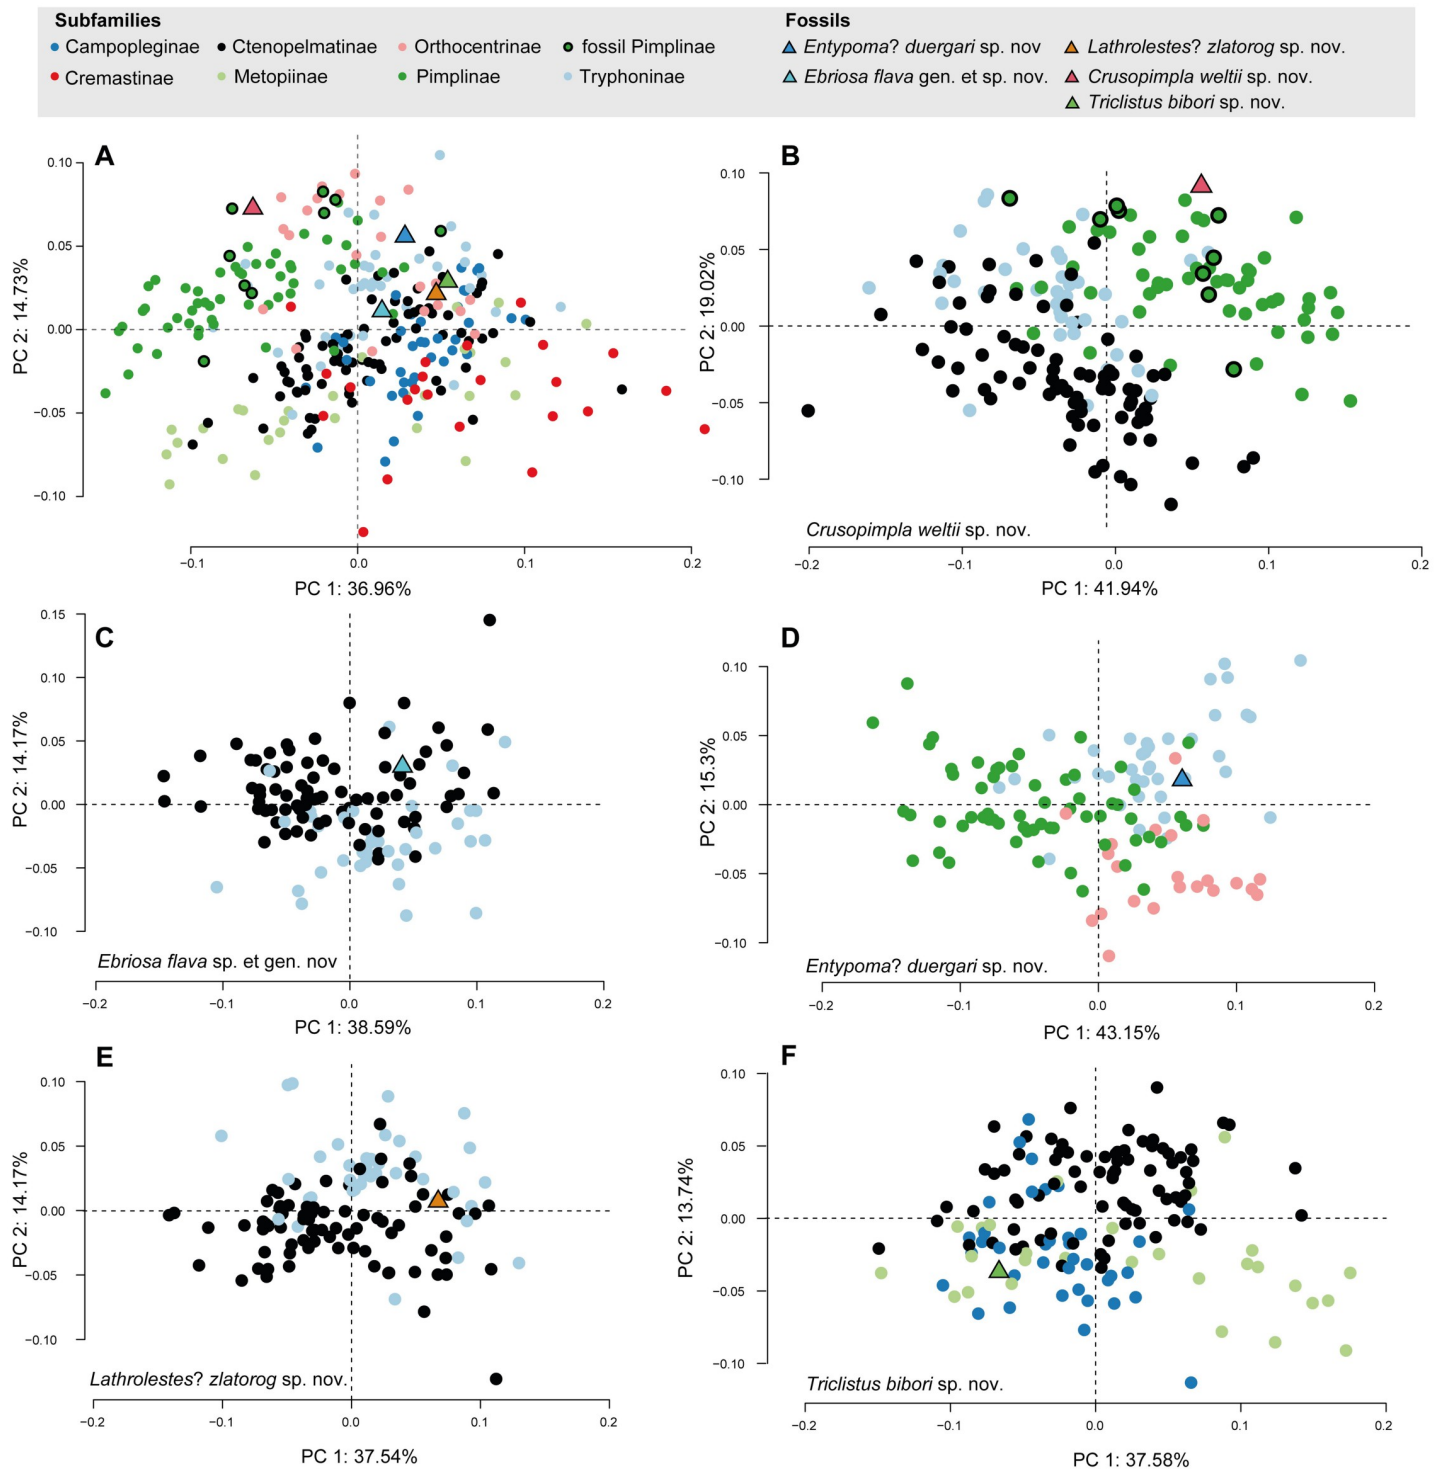 Subfamilies
Fossils
Campopleginae Ctenopelmatinae Orthocentrinae fossil Pimplinae
Entypoma? duergari sp. nov Lathrolestes? zlatorog sp. nov.
Cremastinae Metopiinae Pimplinae Tryphoninae
Ebriosa flava gen. et sp. nov. Crusopimpla weltii sp. nov.
Triclistus bibori sp. nov.
A
0.10
0.05
0.00
−0.05
−0.10
PC 2: 14.73%
−0.1 0.0 0.1 0.2
PC 1: 36.96%
B
0.10
0.05
0.00
−0.05
−0.10
PC 2: 19.02%
Crusopimpla weltii sp. nov.
−0.2 −0.1 0.0 0.1 0.2
PC 1: 41.94%
C
0.15
0.10
0.05
0.00
−0.05
−0.10
PC 2: 14.17%
Ebriosa flava sp. et gen. nov
−0.2 −0.1 0.0 0.1 0.2
PC 1: 38.59%
D
0.10
0.05
0.00
−0.05
−0.10
PC 2: 15.3%
Entypoma? duergari sp. nov.
−0.2 −0.1 0.0 0.1 0.2
PC 1: 43.15%
E
0.10
0.05
0.00
−0.05
−0.10
PC 2: 14.17%
Lathrolestes? zlatorog sp. nov.
−0.2 −0.1 0.0 0.1 0.2
PC 1: 37.54%
F
0.10
0.05
0.00
−0.05
−0.10
PC 2: 13.74%
Triclistus bibori sp. nov.
−0.2 −0.1 0.0 0.1 0.2
PC 1: 37.58%